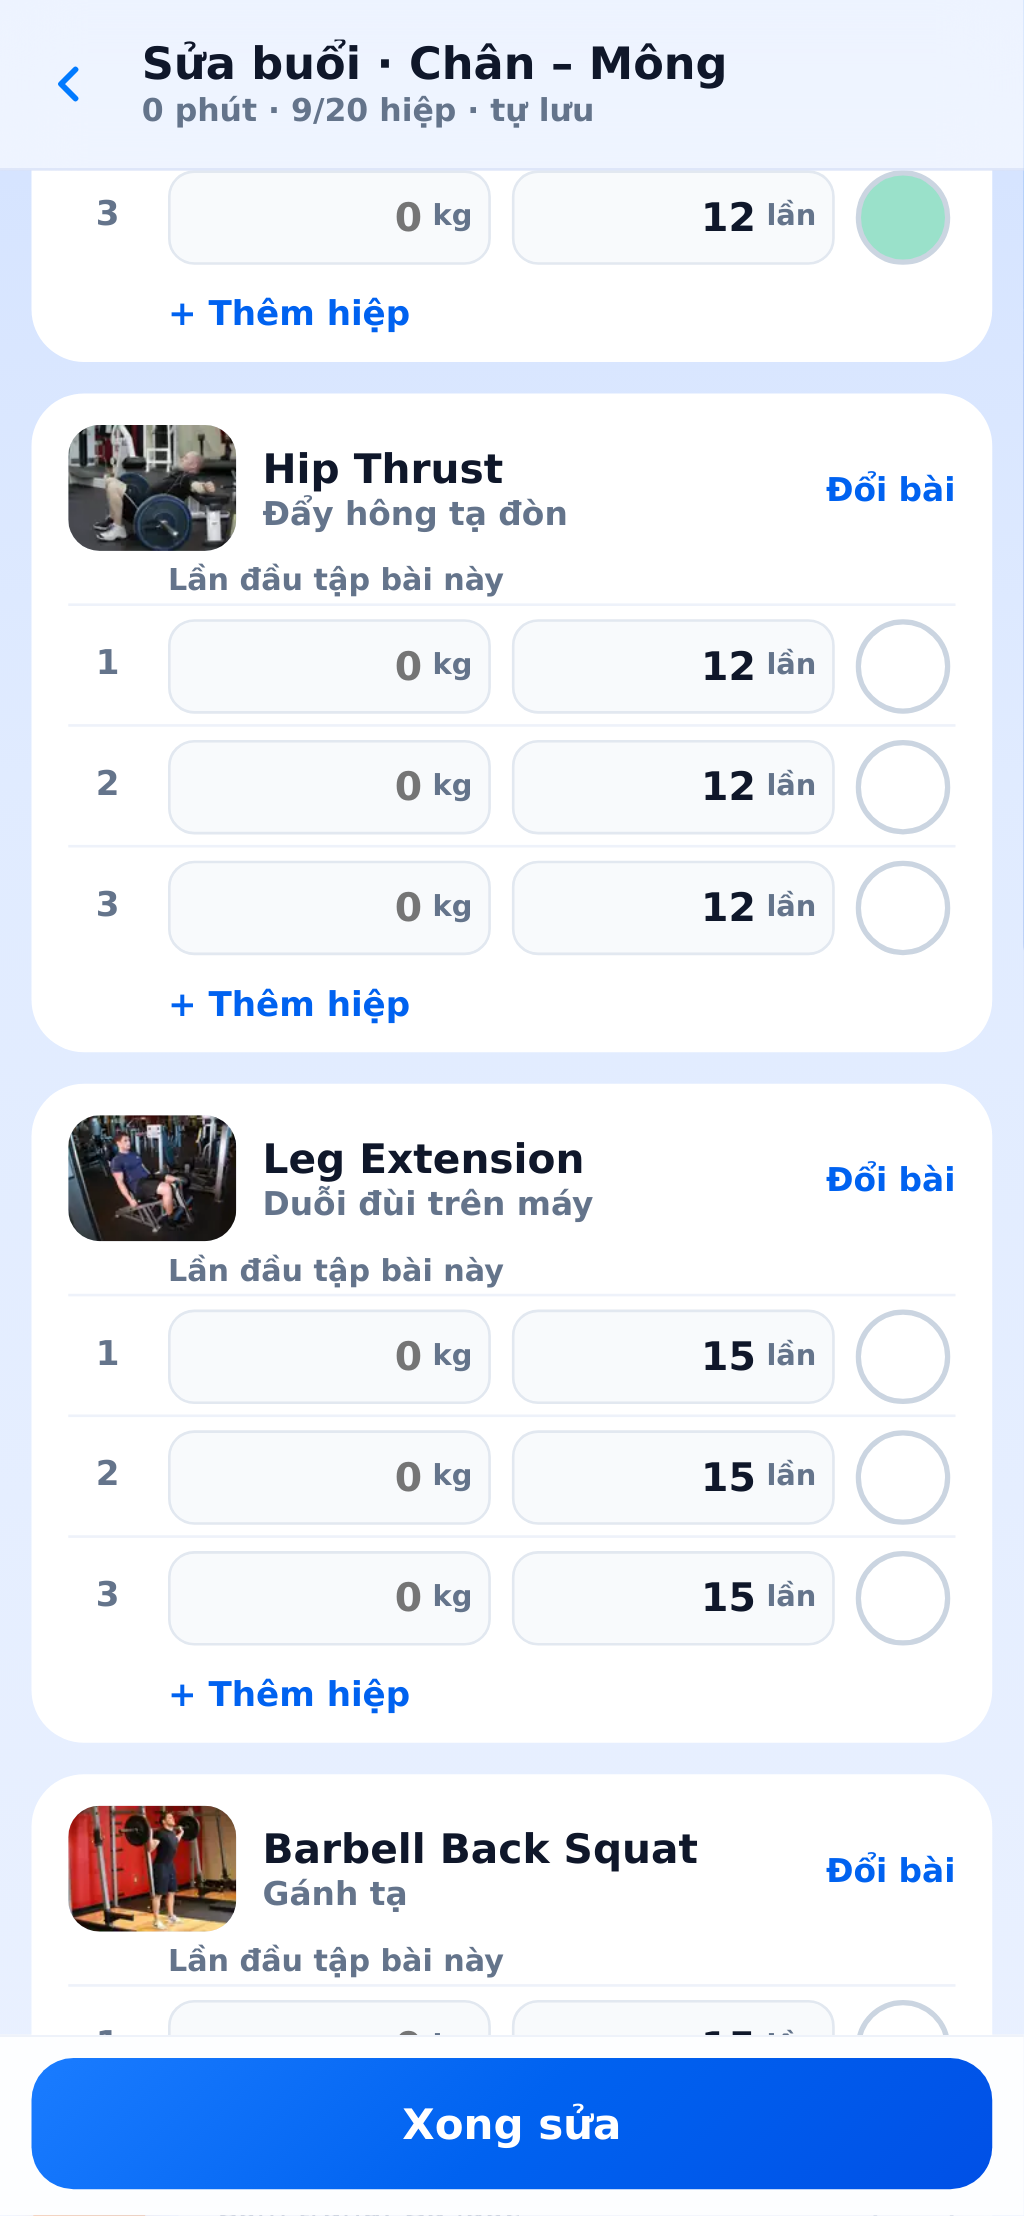 Sửa buổi · Chân – Mông
0 phút · 9/20 hiệp · tự lưu
3 0 kg 12 lần
+ Thêm hiệp
Hip Thrust
Đẩy hông tạ đòn
Đổi bài
Lần đầu tập bài này
1 0 kg 12 lần
2 0 kg 12 lần
3 0 kg 12 lần
+ Thêm hiệp
Leg Extension
Duỗi đùi trên máy
Đổi bài
Lần đầu tập bài này
1 0 kg 15 lần
2 0 kg 15 lần
3 0 kg 15 lần
+ Thêm hiệp
Barbell Back Squat
Gánh tạ
Đổi bài
Lần đầu tập bài này
Xong sửa